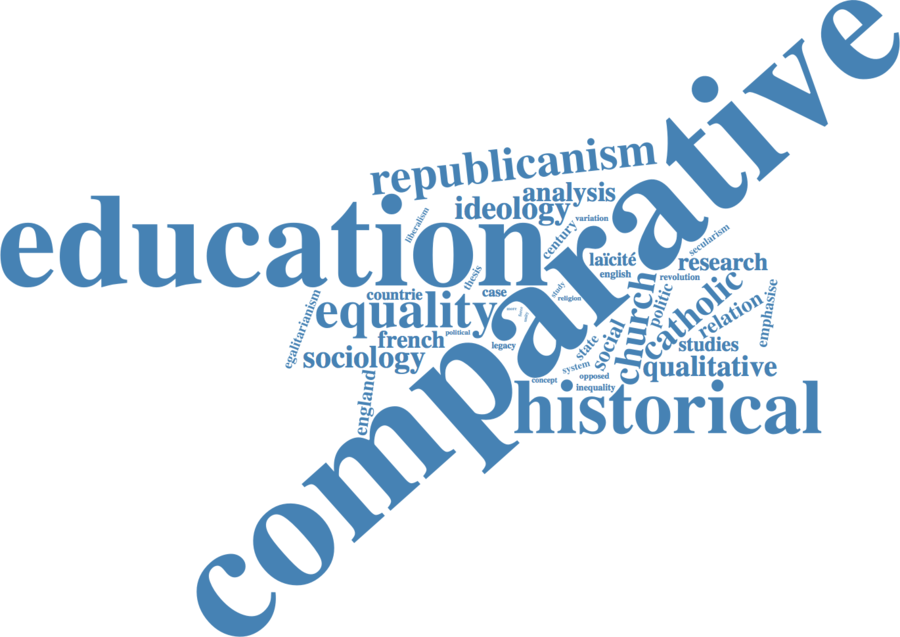 comparative
republicanism
analysis
ideology
education
liberalism
variation
century
secularism
laïcité
english
research
revolution
thesis
study
religion
case
countrie
equality
egalitarianism
political
french
sociology
legacy
england
politic
catholic
relation
emphasise
church
social
state
studies
system
qualitative
concept
opposed
inequality
historical